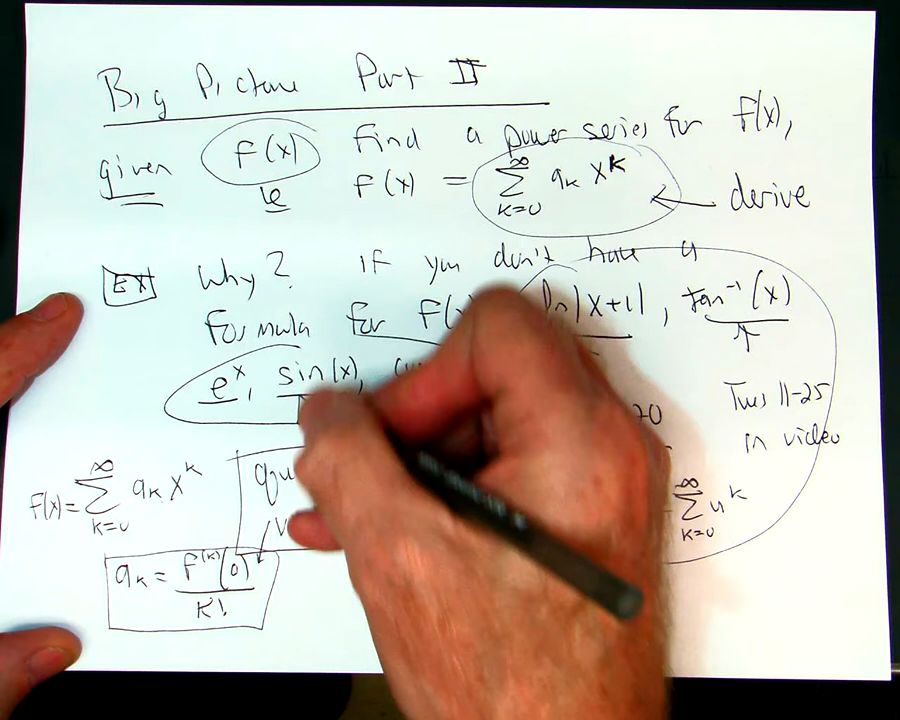 Big Picture Part II
given f(x) find a power series for f(x),
f(x) = ∑_{k=0}^{∞} a_k x^k ← derive
EX Why? if you don't have a
formula for f(x) ln|x+1|, tan⁻¹(x)
e^x, sin(x),
Tues 11-25
in video
f(x) = ∑_{k=0}^{∞} a_k x^k
∑_{k=0}^{∞} u^k
a_k = f^{(k)}(0) / k!